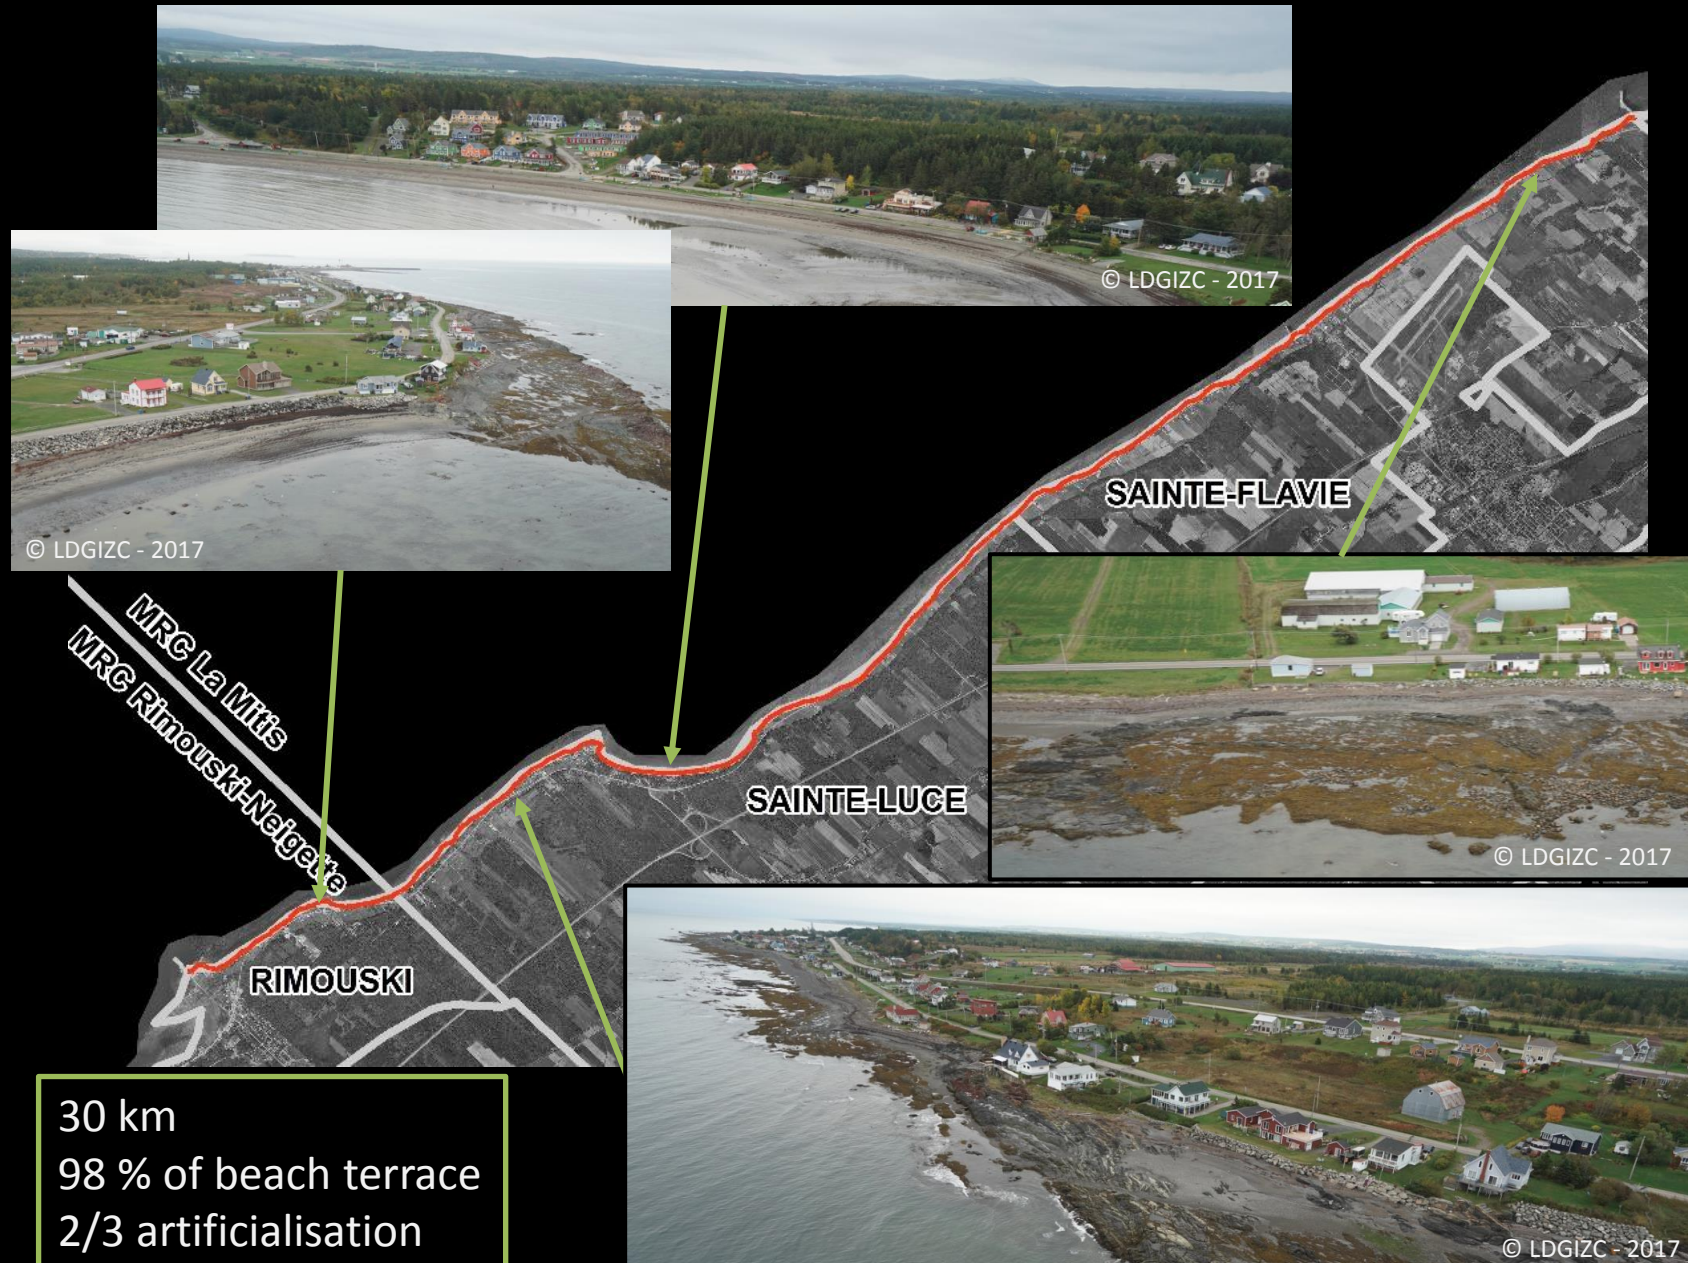 © LDGIZC - 2017
© LDGIZC - 2017
SAINTE-FLAVIE
MRC La Mitis
MRC Rimouski-Neigette
SAINTE-LUCE
© LDGIZC - 2017
RIMOUSKI
30 km
98 % of beach terrace
2/3 artificialisation
© LDGIZC - 2017